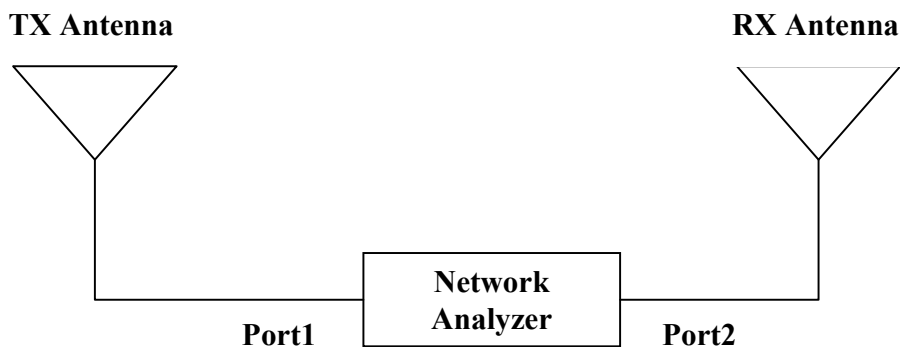 TX Antenna
RX Antenna
Network
Analyzer
Port1
Port2